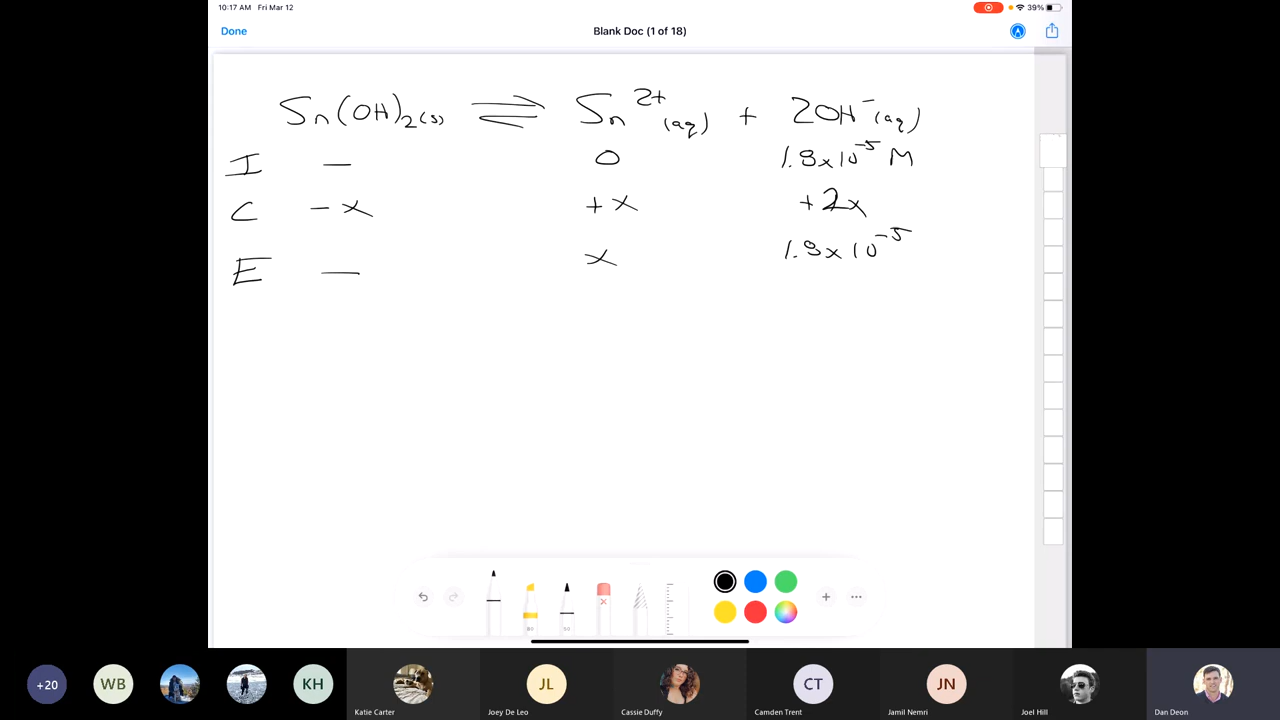 10:17 AM Fri Mar 12
39%
Done
Blank Doc (1 of 18)
Sn(OH)₂(s) ⇌ Sn²⁺(aq) + 2OH⁻(aq)
I — 0 1.8x10⁻⁵ M
C -x +x +2x
E — x 1.8x10⁻⁵
80
50
+20
WB
KH
JL
CT
JN
Katie Carter
Joey De Leo
Cassie Duffy
Camden Trent
Jamil Nemri
Joel Hill
Dan Deon